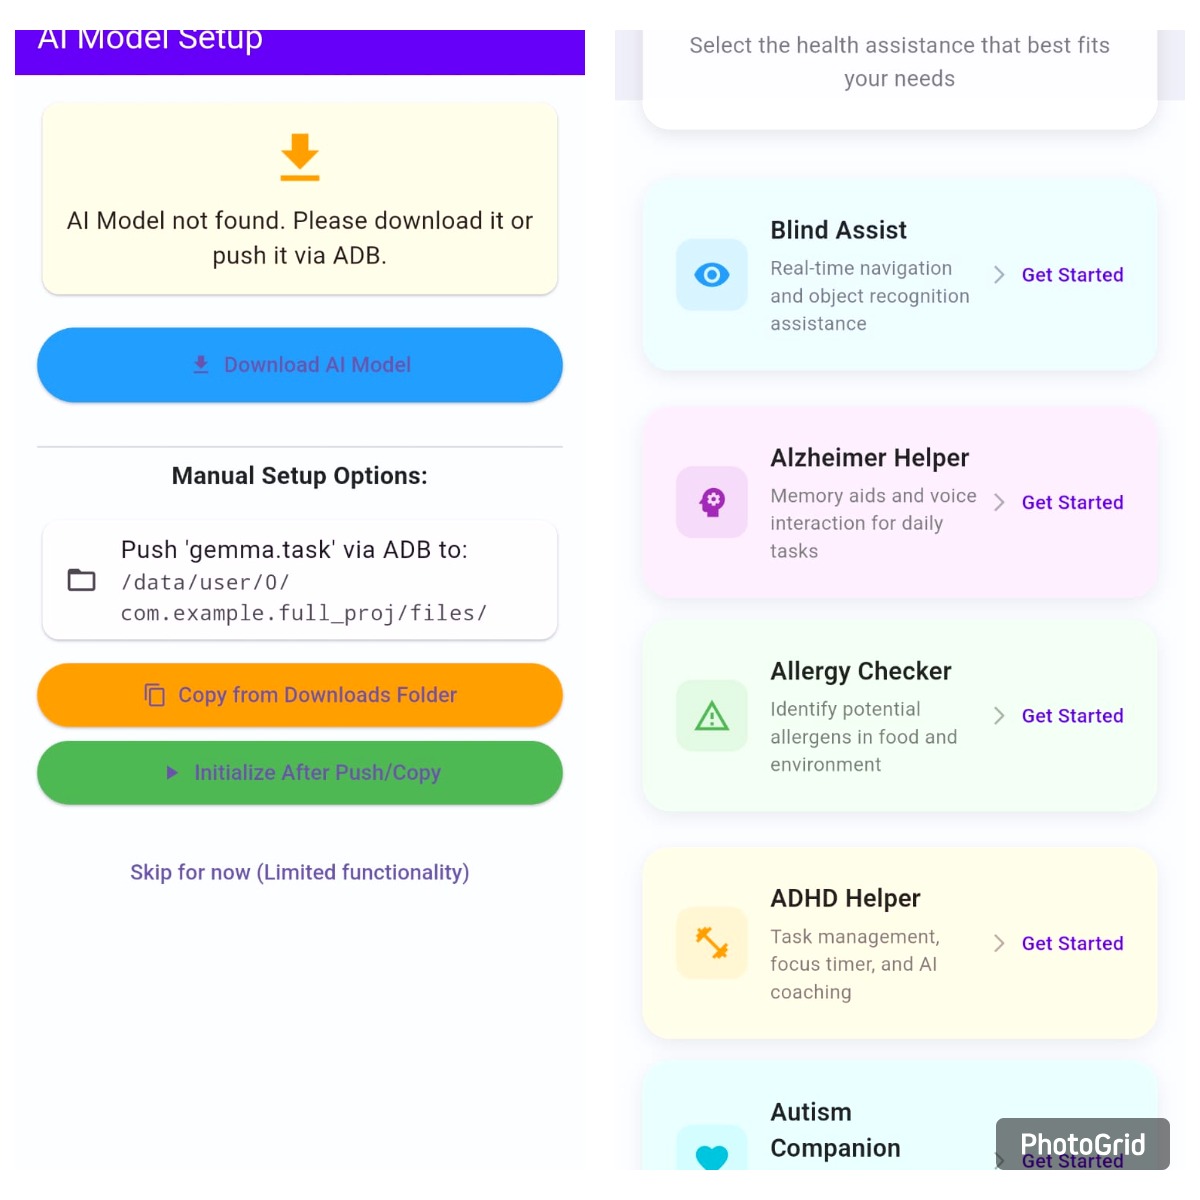 AI Model Setup
AI Model not found. Please download it or
push it via ADB.
Download AI Model
Manual Setup Options:
Push 'gemma.task' via ADB to:
/data/user/0/
com.example.full_proj/files/
Copy from Downloads Folder
Initialize After Push/Copy
Skip for now (Limited functionality)
Select the health assistance that best fits
your needs
Blind Assist
Real-time navigation
and object recognition
assistance
Get Started
Alzheimer Helper
Memory aids and voice
interaction for daily
tasks
Get Started
Allergy Checker
Identify potential
allergens in food and
environment
Get Started
ADHD Helper
Task management,
focus timer, and AI
coaching
Get Started
Autism
Companion
Get Started
PhotoGrid